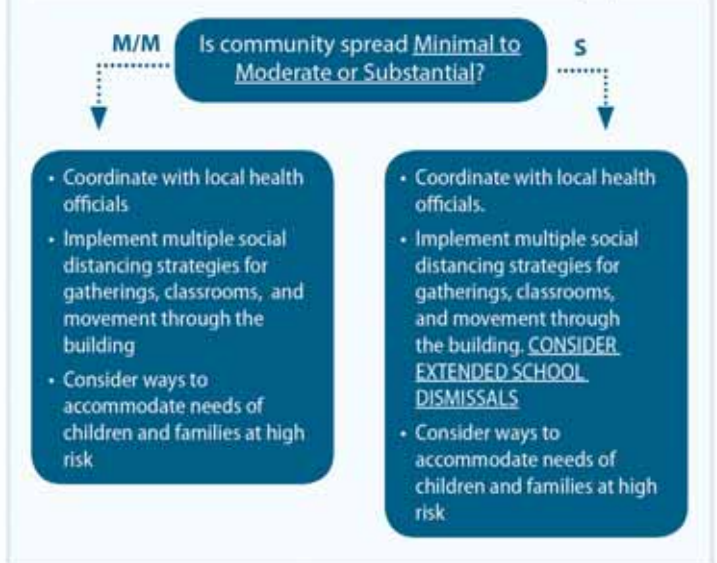 M/M
Is community spread Minimal to
Moderate or Substantial?
S
• Coordinate with local health
officials
• Implement multiple social
distancing strategies for
gatherings, classrooms, and
movement through the
building
• Consider ways to
accommodate needs of
children and families at high
risk
• Coordinate with local health
officials.
• Implement multiple social
distancing strategies for
gatherings, classrooms,
and movement through
the building. CONSIDER
EXTENDED SCHOOL
DISMISSALS
• Consider ways to
accommodate needs of
children and families at high
risk